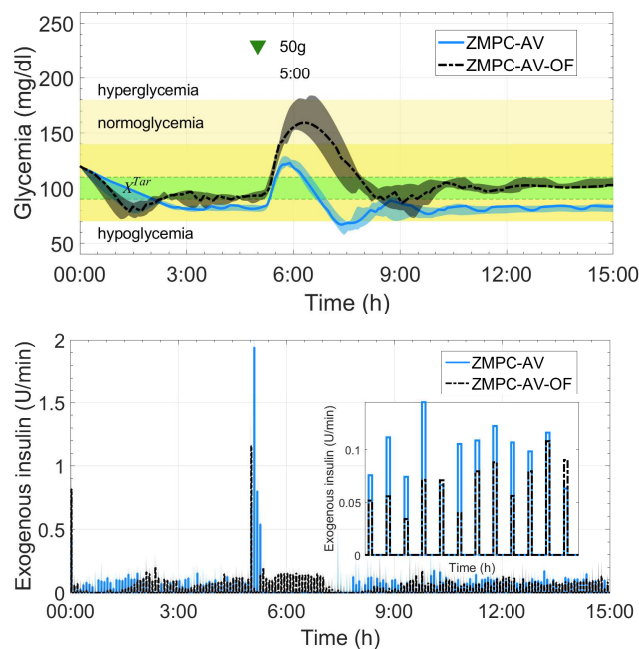 250
200
150
100
50
Glycemia (mg/dl)
50g
5:00
ZMPC-AV
ZMPC-AV-OF
hyperglycemia
normoglycemia
X^Tar
hypoglycemia
00:00 3:00 6:00 9:00 12:00 15:00
Time (h)
2
1.5
1
0.5
0
Exogenous insulin (U/min)
ZMPC-AV
ZMPC-AV-OF
0.1
0.05
0
Exogenous insulin (U/min)
Time (h)
00:00 3:00 6:00 9:00 12:00 15:00
Time (h)